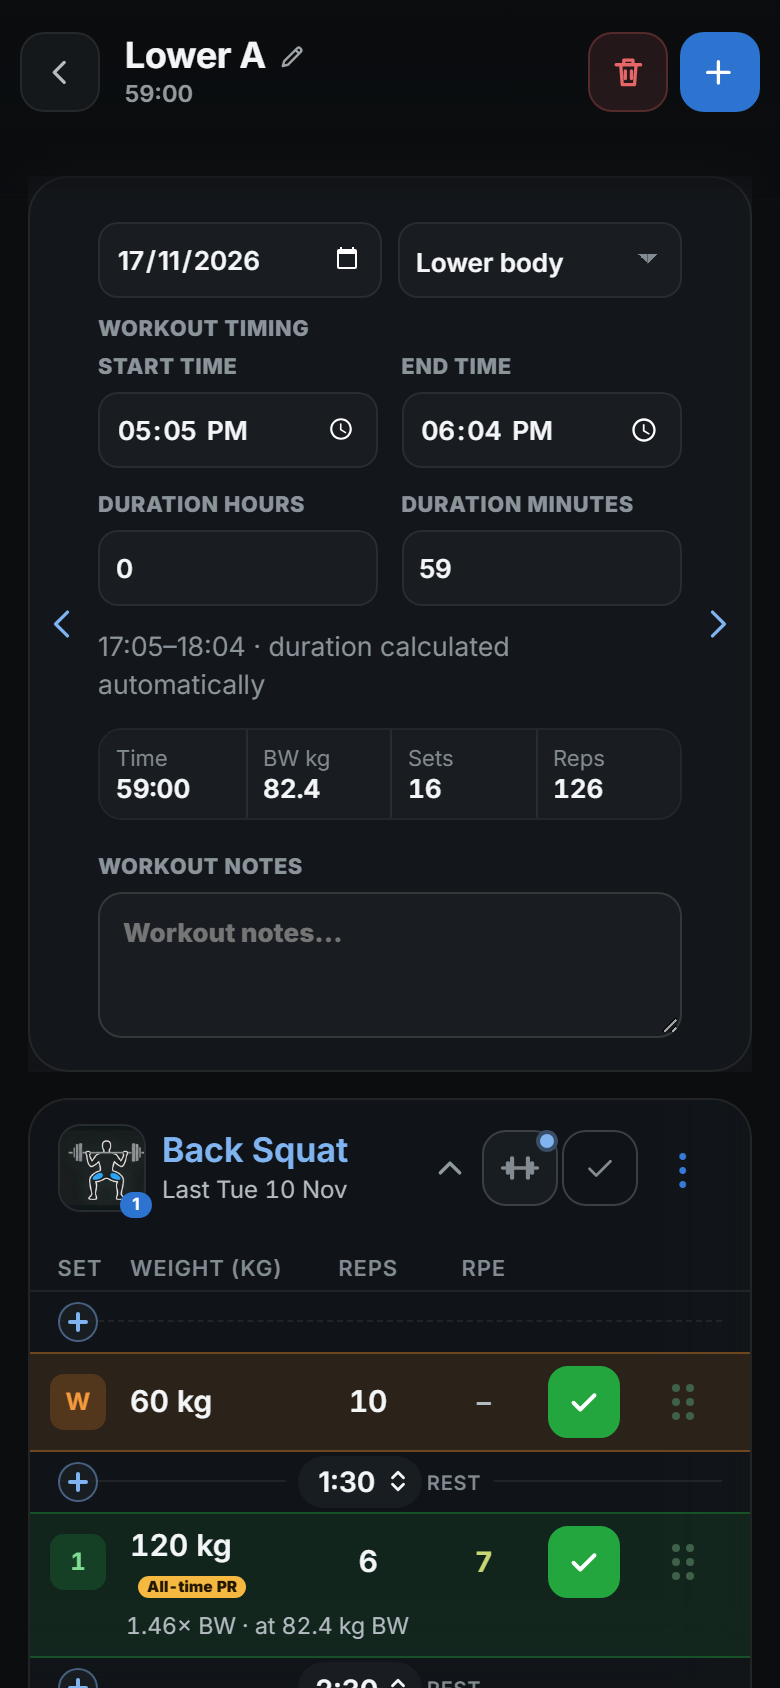 Lower A
59:00
17/11/2026
Lower body
WORKOUT TIMING
START TIME
END TIME
05:05 PM
06:04 PM
DURATION HOURS
DURATION MINUTES
0
59
17:05–18:04 · duration calculated
automatically
Time
BW kg
Sets
Reps
59:00
82.4
16
126
WORKOUT NOTES
Workout notes...
Back Squat
1
Last Tue 10 Nov
SET WEIGHT (KG) REPS RPE
W 60 kg 10 –
1:30 REST
1 120 kg 6 7
All-time PR
1.46× BW · at 82.4 kg BW
2:30 REST